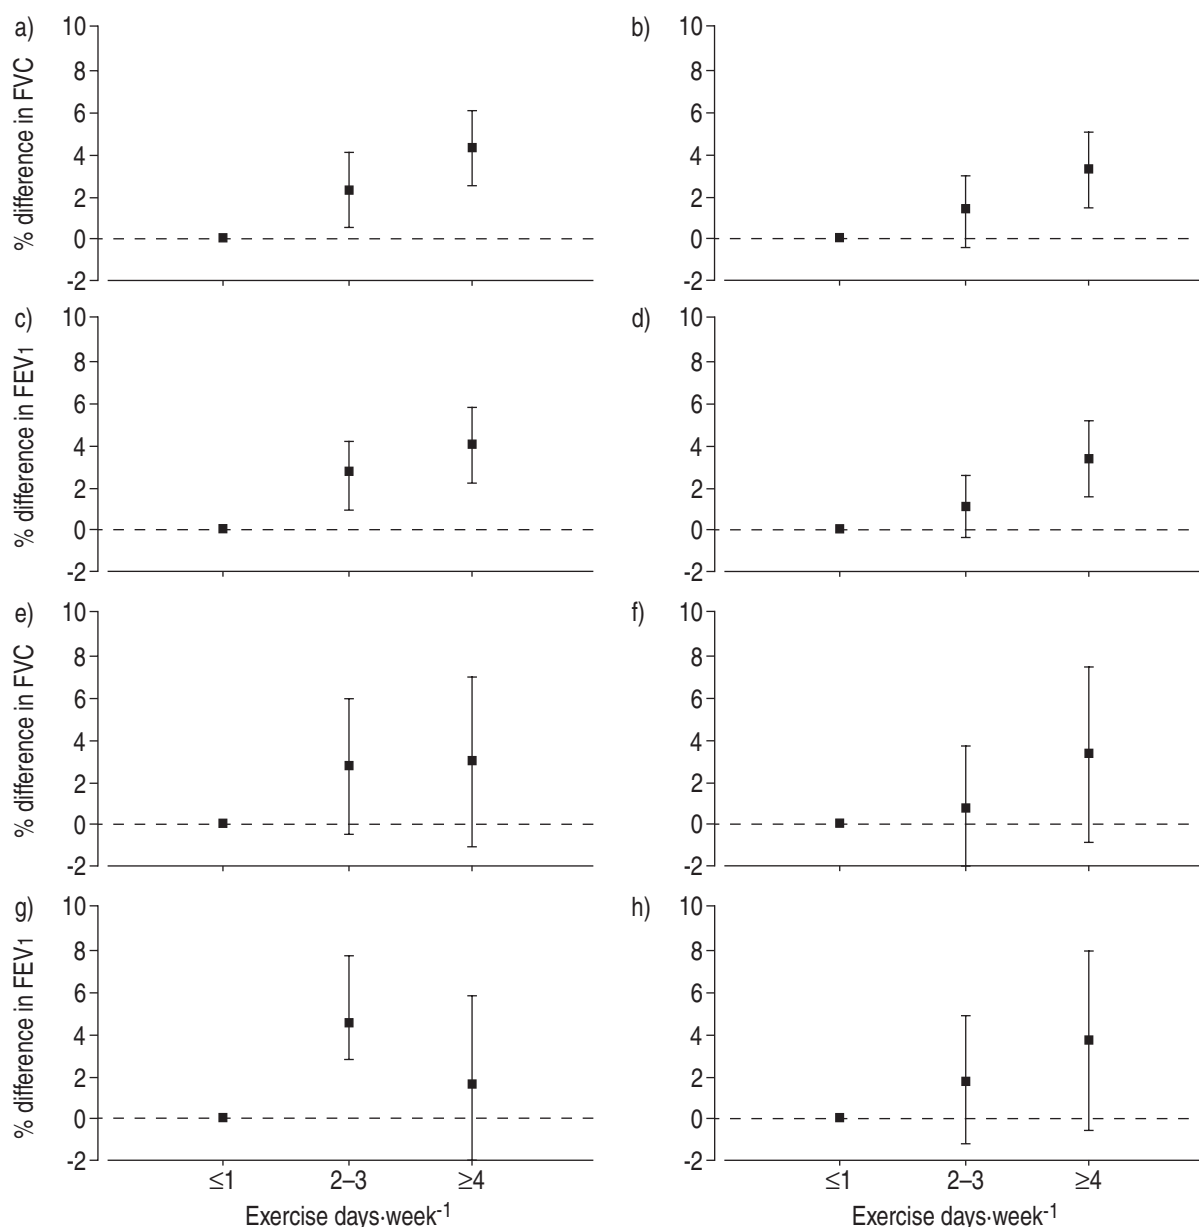 a) 10 b) 10
8 8
6 6
4 4
2 2
0 0
-2 -2
% difference in FVC
c) 10 d) 10
8 8
6 6
4 4
2 2
0 0
-2 -2
% difference in FEV1
e) 10 f) 10
8 8
6 6
4 4
2 2
0 0
-2 -2
% difference in FVC
g) 10 h) 10
8 8
6 6
4 4
2 2
0 0
-2 -2
% difference in FEV1
≤1 2–3 ≥4 ≤1 2–3 ≥4
Exercise days·week-1 Exercise days·week-1